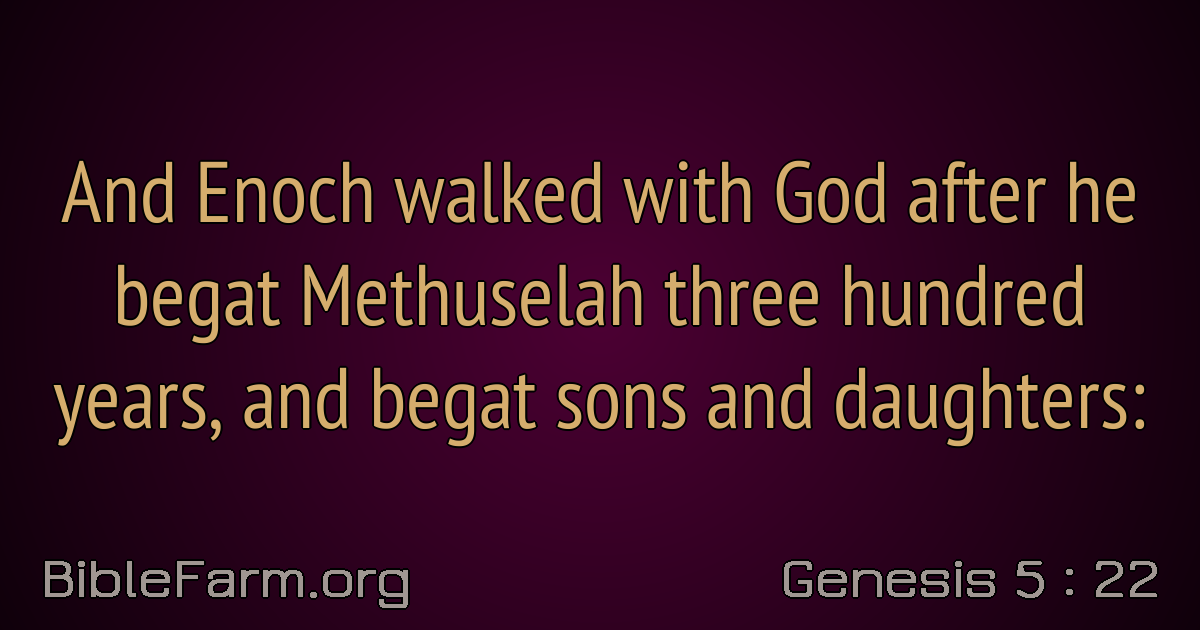 And Enoch walked with God after he
begat Methuselah three hundred
years, and begat sons and daughters:
BibleFarm.org
Genesis 5 : 22